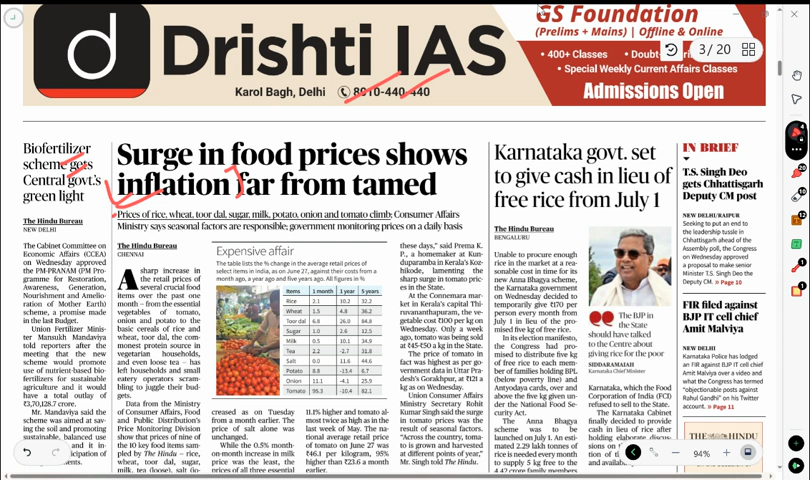 GS Foundation
(Prelims + Mains) | Offline & Online
d
Drishti IAS
• 400+ Classes
• Special Weekly Current Affairs Classes
Karol Bagh, Delhi
8010-440-440
Admissions Open
3 / 20
Biofertilizer
scheme gets
Central govt.'s
green light
The Hindu Bureau
NEW DELHI
The Cabinet Committee on
Economic Affairs (CCEA)
on Wednesday approved
the PM-PRANAM (PM Pro
gramme for Restoration,
Awareness, Generation,
Nourishment and Amelio-
ration of Mother Earth)
scheme, a promise made
in the last Budget.
Union Fertilizer Minis-
ter Mansukh Mandaviya
told reporters after the
meeting that the new
scheme would promote
use of nutrient-based bio-
fertilizers for sustainable
agriculture and it would
have a total outlay of
₹3,70,128.7 crore.
Mr. Mandaviya said the
scheme was aimed at sav-
ing the soil and promoting
sustainable, balanced use
Surge in food prices shows
inflation far from tamed
Prices of rice, wheat, toor dal, sugar, milk, potato, onion and tomato climb; Consumer Affairs
Ministry says seasonal factors are responsible; government monitoring prices on a daily basis
The Hindu Bureau
CHENNAI
A sharp increase in
the retail prices of
several crucial food
items over the past one
month – from the essential
vegetables of tomato,
onion and potato to the
basic cereals of rice and
wheat, toor dal, the com-
monest protein source in
vegetarian households,
and even loose tea – has
left households and small
eatery operators scram-
bling to juggle their bud-
gets.
Data from the Ministry
of Consumer Affairs, Food
and Public Distribution's
Price Monitoring Division
show that prices of nine of
the 10 key food items sam-
pled by The Hindu – rice,
wheat, toor dal, sugar,
milk, tea (loose), salt (io-
Expensive affair
The table lists the % change in the average retail prices of
select items in India, as on June 27, against their costs from a
month ago, a year ago and five years ago. All figures in %
Items 1 month 1 year 5 years
Rice 2.1 10.2 32.2
Wheat 1.5 4.8 36.2
Toor dal 6.8 26.0 84.8
Sugar 1.0 2.6 12.5
Milk 0.5 10.1 34.9
Tea 2.2 -2.7 31.8
Salt 0.0 11.6 44.6
Potato 8.8 -13.4 6.7
Onion 11.1 -4.1 25.9
Tomato 95.3 -10.4 82.1
creased as on Tuesday
from a month earlier. The
price of salt alone was
unchanged.
While the 0.5% month-
on-month increase in milk
price was the least, the
prices of all three essential
11.1% higher and tomato al-
most twice as high as in the
last week of May. The na-
tional average retail price
of tomato on June 27 was
₹46.1 per kilogram, 95%
higher than ₹23.6 a month
earlier.
these days," said Prema K.
P., a homemaker at Kun-
duparamba in Kerala's Koz-
hikode, lamenting the
sharp surge in tomato pric-
es in the State.
At the Connemara mar-
ket in Kerala's capital Thi-
ruvananthapuram, the ve-
getable cost ₹100 per kg on
Wednesday. Only a week
ago, tomato was being sold
at ₹45-₹50 a kg in the State.
The price of tomato in
fact was highest as per go-
vernment data in Uttar Pra-
desh's Gorakhpur, at ₹121 a
kg as on Wednesday.
Union Consumer Affairs
Ministry Secretary Rohit
Kumar Singh said the surge
in tomato prices was the
result of seasonal factors.
"Across the country, toma-
to is grown and harvested
at different points of year,"
Mr. Singh told The Hindu.
Karnataka govt. set
to give cash in lieu of
free rice from July 1
The Hindu Bureau
BENGALURU
Unable to procure enough
rice in the market at a rea-
sonable cost in time for its
new Anna Bhagya scheme,
the Karnataka government
on Wednesday decided to
temporarily give ₹170 per
person every month from
July 1 in lieu of the pro-
mised five kg of free rice.
In its election manifesto,
the Congress had pro-
mised to distribute five kg
of free rice to each mem-
ber of families holding BPL
(below poverty line) and
Antyodaya cards, over and
above the five kg given un-
der the National Food Se-
curity Act.
The Anna Bhagya
scheme was to be
launched on July 1. An esti-
mated 2.29 lakh tonnes of
rice is needed every month
to supply 5 kg free to the
4.42 crore family members
The BJP in
the State
should have talked
to the Centre about
giving rice for the poor
SIDDARAMAIAH
Karnataka Chief Minister
Karnataka, which the Food
Corporation of India (FCI)
refused to sell to the State.
The Karnataka Cabinet
finally decided to provide
cash in lieu of rice after
holding elaborate discus-
IN BRIEF
T.S. Singh Deo
gets Chhattisgarh
Deputy CM post
NEW DELHI/RAIPUR
Seeking to put an end to
the leadership tussle in
Chhattisgarh ahead of the
Assembly poll, the Congress
on Wednesday approved
a proposal to make senior
Minister T.S. Singh Deo the
Deputy CM. » Page 10
FIR filed against
BJP IT cell chief
Amit Malviya
NEW DELHI
Karnataka Police has lodged
an FIR against BJP IT cell chief
Amit Malviya over a video and
what the Congress has termed
"objectionable posts against
Rahul Gandhi" on his Twitter
account. » Page 11
THE HINDU
94%